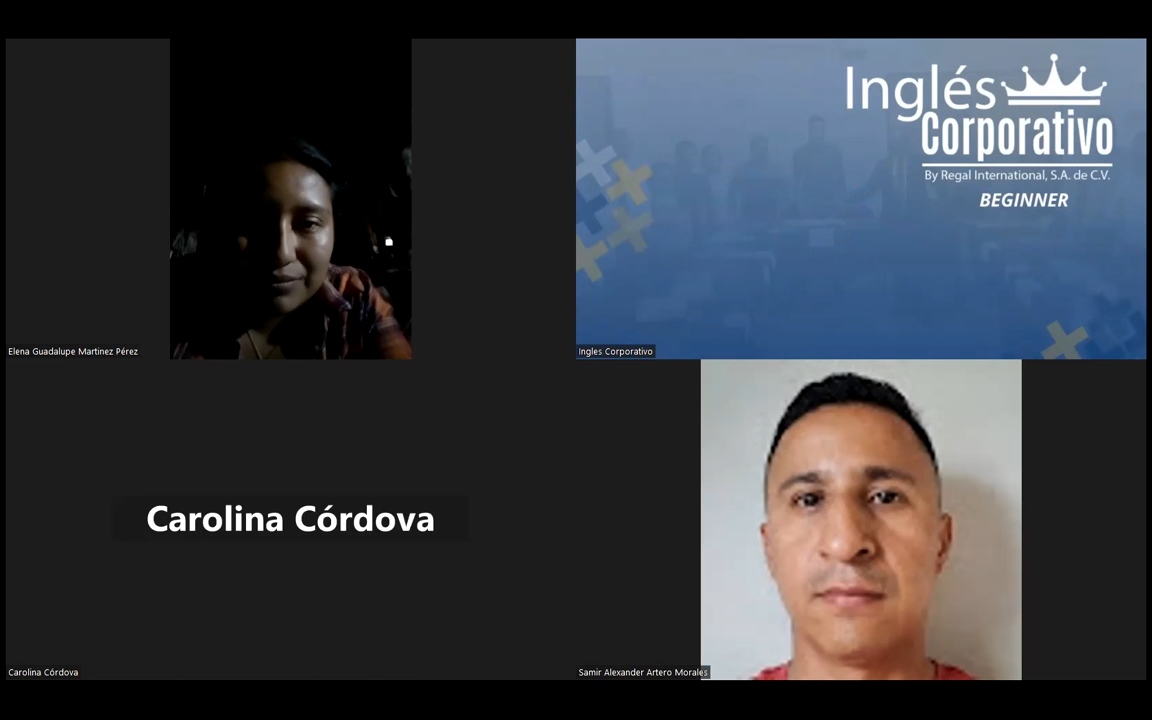 Inglés
Corporativo
By Regal International, S.A. de C.V.
BEGINNER
Elena Guadalupe Martinez Pérez
Ingles Corporativo
Carolina Córdova
Carolina Córdova
Samir Alexander Artero Morales